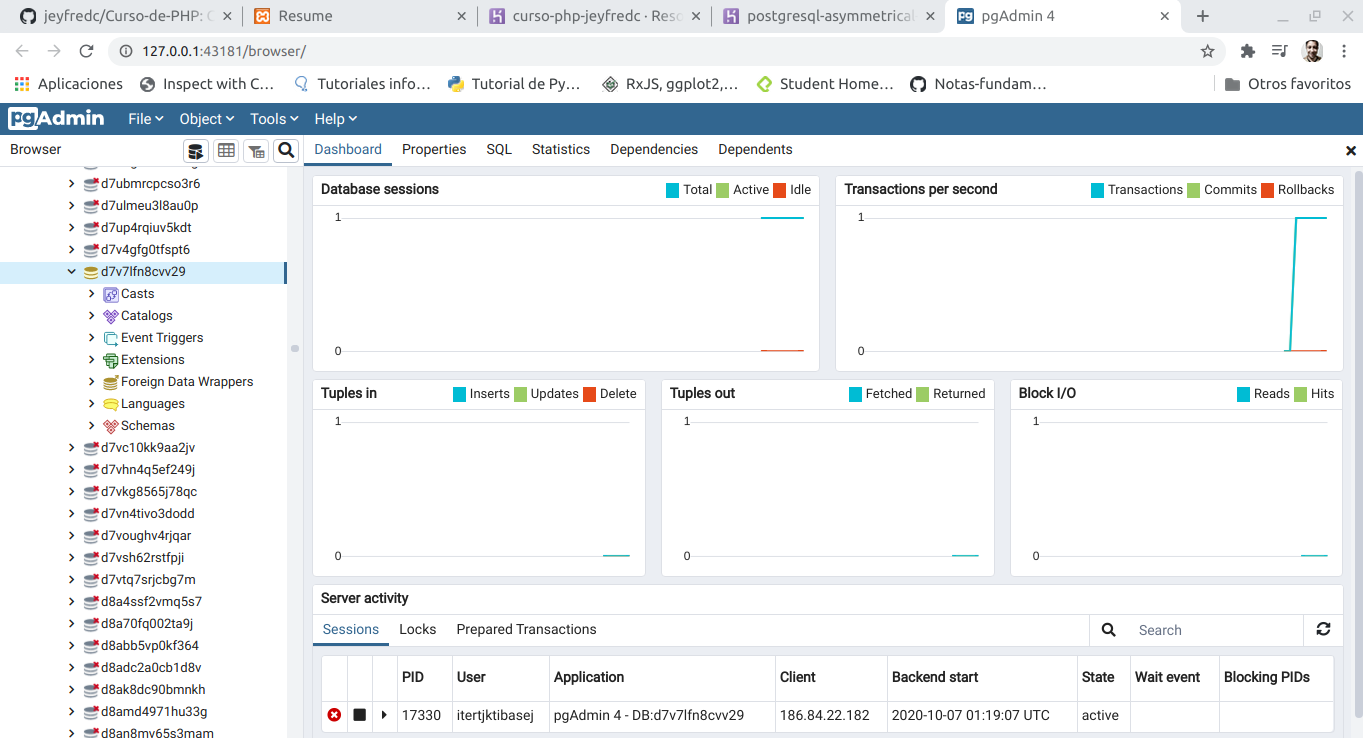 jeyfredc/Curso-de-PHP: C
Resume
curso-php-jeyfredc · Resc
postgresql-asymmetrical
pgAdmin 4
127.0.0.1:43181/browser/
Aplicaciones
Inspect with C...
Tutoriales info...
Tutorial de Py...
RxJS, ggplot2,...
Student Home...
Notas-fundam...
Otros favoritos
pgAdmin
File
Object
Tools
Help
Browser
Dashboard
Properties
SQL
Statistics
Dependencies
Dependents
d7ubmrcpcso3r6
d7ulmeu3l8au0p
d7up4rqiuv5kdt
d7v4gfg0tfspt6
d7v7lfn8cvv29
Casts
Catalogs
Event Triggers
Extensions
Foreign Data Wrappers
Languages
Schemas
d7vc10kk9aa2jv
d7vhn4q5ef249j
d7vkg8565j78qc
d7vn4tivo3dodd
d7voughv4rjqar
d7vsh62rstfpji
d7vtq7srjcbg7m
d8a4ssf2vmq5s7
d8a70fq002ta9j
d8abb5vp0kf364
d8adc2a0cb1d8v
d8ak8dc90bmnkh
d8amd4971hu33g
d8an8mv65s3mam
Database sessions
Total Active Idle
1
0
Transactions per second
Transactions Commits Rollbacks
1
0
Tuples in
Inserts Updates Delete
1
0
Tuples out
Fetched Returned
1
0
Block I/O
Reads Hits
1
0
Server activity
Sessions Locks Prepared Transactions
Search
PID User Application Client Backend start State Wait event Blocking PIDs
17330 itertjktibasej pgAdmin 4 - DB:d7v7lfn8cvv29 186.84.22.182 2020-10-07 01:19:07 UTC active